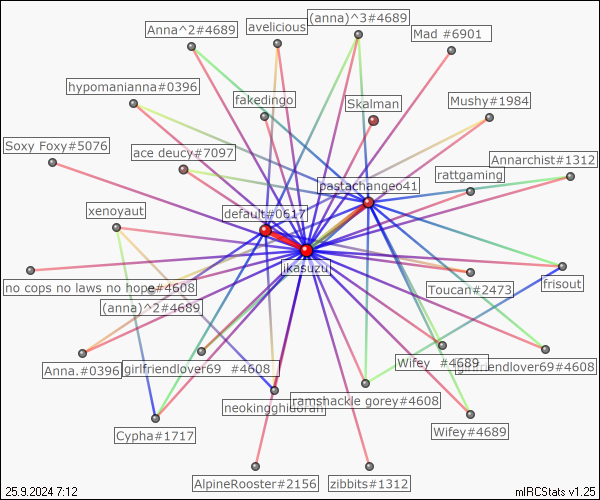 (anna)^3#4689
Anna^2#4689
avelicious
Mad #6901
hypomanianna#0396
fakedingo
Skalman
Mushy#1984
Soxy Foxy#5076
ace deucy#7097
Annarchist#1312
rattgaming
pastachangeo41
xenoyaut
default#0617
ikasuzu
no cops no laws no hope#4608
(anna)^2#4689
Toucan#2473
frisout
Anna.#0396
girlfriendlover69 #4608
Wifey #4689
girlfriendlover69#4608
neokingghidorah
ramshackle gorey#4608
Cypha#1717
Wifey#4689
AlpineRooster#2156
zibbits#1312
25.9.2024 7:12
mIRCStats v1.25